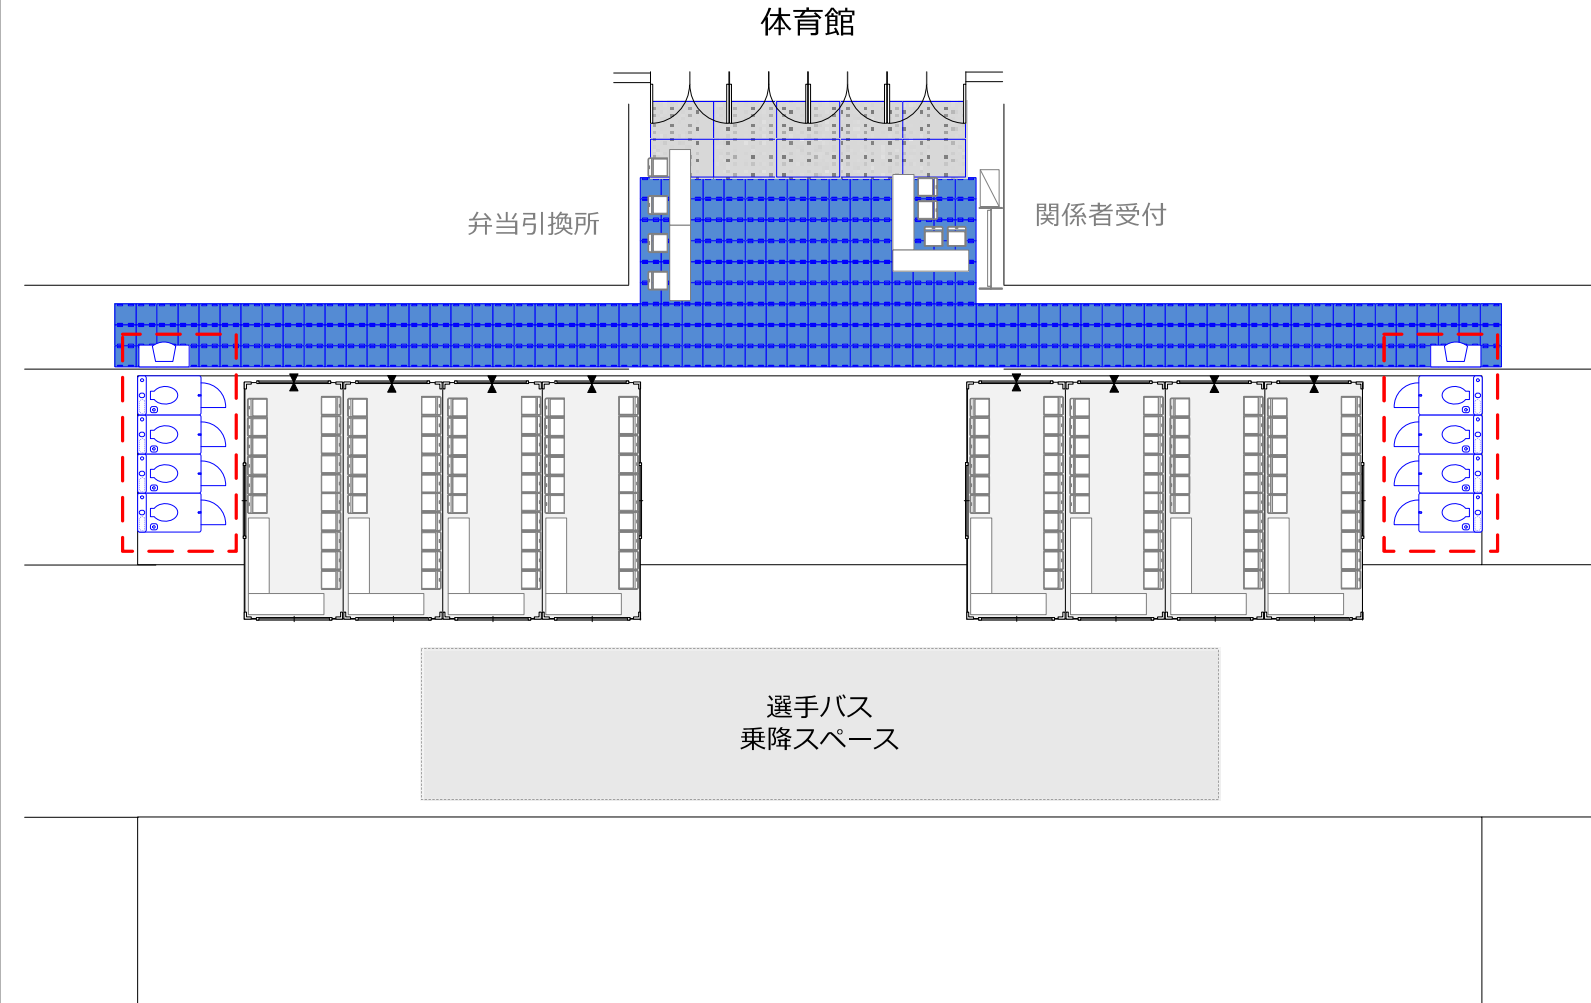 体育館
弁当引換所
関係者受付
選手バス
乗降スペース